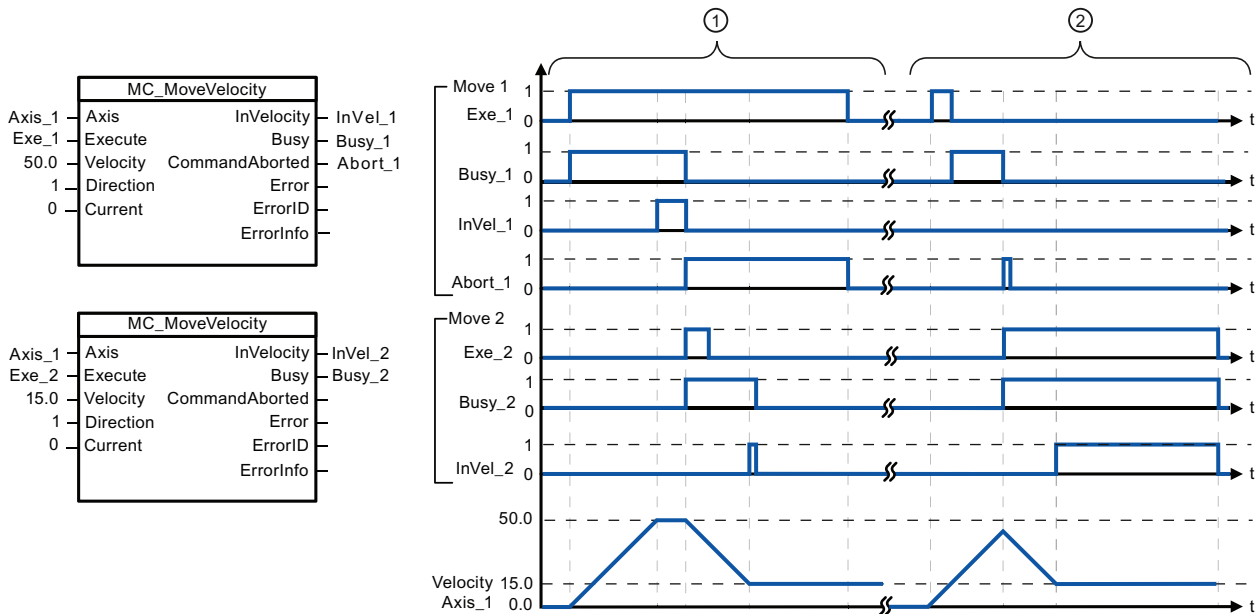 ① ②
MC_MoveVelocity
Axis_1 Axis InVelocity InVel_1
Exe_1 Execute Busy Busy_1
50.0 Velocity CommandAborted Abort_1
1 Direction Error
0 Current ErrorID
ErrorInfo
MC_MoveVelocity
Axis_1 Axis InVelocity InVel_2
Exe_2 Execute Busy Busy_2
15.0 Velocity CommandAborted
1 Direction Error
0 Current ErrorID
ErrorInfo
Move 1
1
Exe_1 0 t
1
Busy_1 0 t
1
InVel_1 0 t
1
Abort_1 0 t
Move 2
1
Exe_2 0 t
1
Busy_2 0 t
1
InVel_2 0 t
50.0
Velocity 15.0
Axis_1 0.0 t